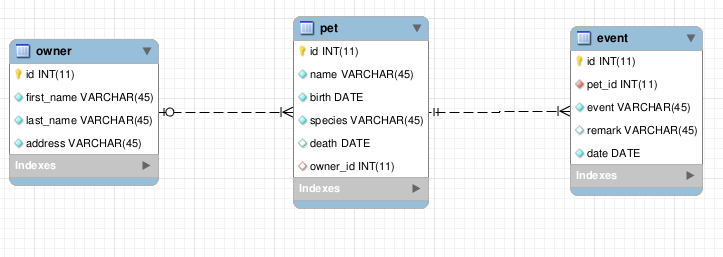 owner
id INT(11)
first_name VARCHAR(45)
last_name VARCHAR(45)
address VARCHAR(45)
Indexes
pet
id INT(11)
name VARCHAR(45)
birth DATE
species VARCHAR(45)
death DATE
owner_id INT(11)
Indexes
event
id INT(11)
pet_id INT(11)
event VARCHAR(45)
remark VARCHAR(45)
date DATE
Indexes